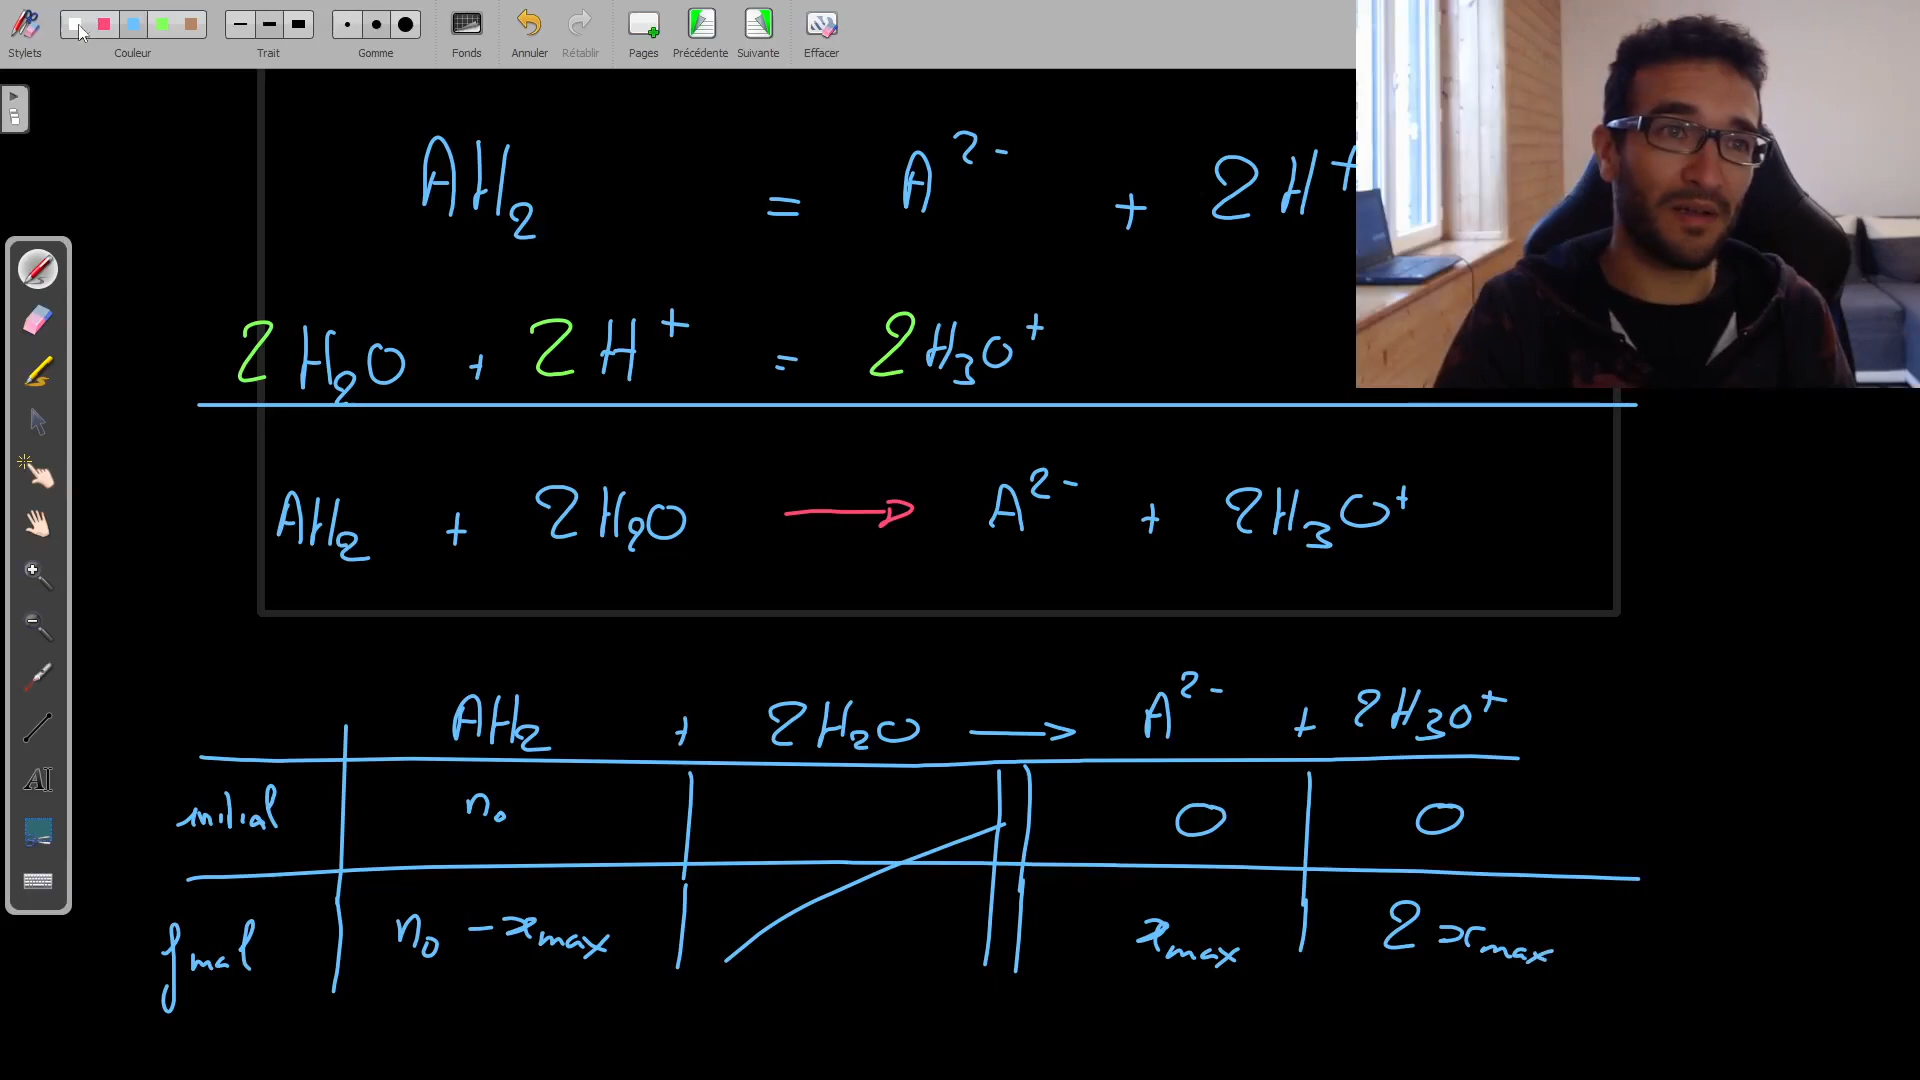 Stylets Couleur Trait Gomme Fonds Annuler Rétablir Pages Précédente Suivante Effacer
AH₂ = A²⁻ + 2H⁺
2H₂O + 2H⁺ = 2H₃O⁺
AH₂ + 2H₂O → A²⁻ + 2H₃O⁺
AH₂ + 2H₂O → A²⁻ + 2H₃O⁺
initial n₀ 0 0
final n₀ - xmax xmax 2xmax
AI